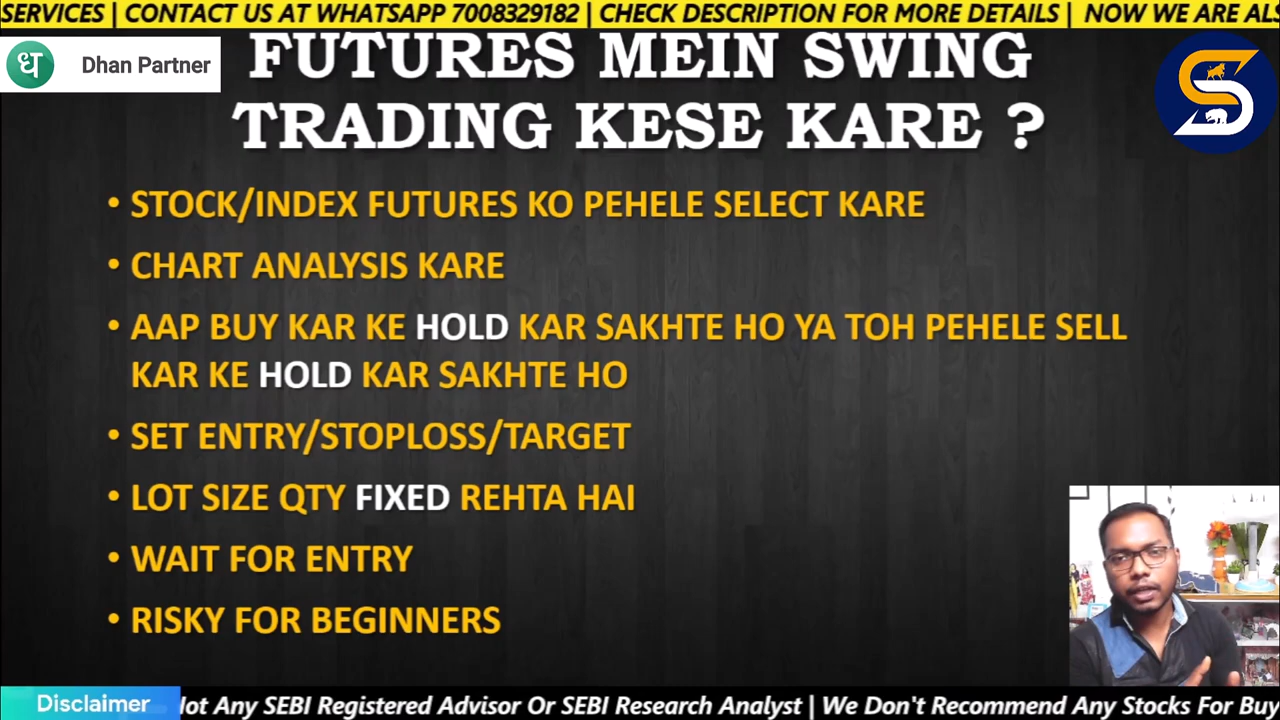 SERVICES | CONTACT US AT WHATSAPP 7008329182 | CHECK DESCRIPTION FOR MORE DETAILS | NOW WE ARE
ध Dhan Partner
FUTURES MEIN SWING
TRADING KESE KARE ?
• STOCK/INDEX FUTURES KO PEHELE SELECT KARE
• CHART ANALYSIS KARE
• AAP BUY KAR KE HOLD KAR SAKHTE HO YA TOH PEHELE SELL
KAR KE HOLD KAR SAKHTE HO
• SET ENTRY/STOPLOSS/TARGET
• LOT SIZE QTY FIXED REHTA HAI
• WAIT FOR ENTRY
• RISKY FOR BEGINNERS
Disclaimer
Any SEBI Registered Advisor Or SEBI Research Analyst | We Don't Recommend Any Stocks For Buy